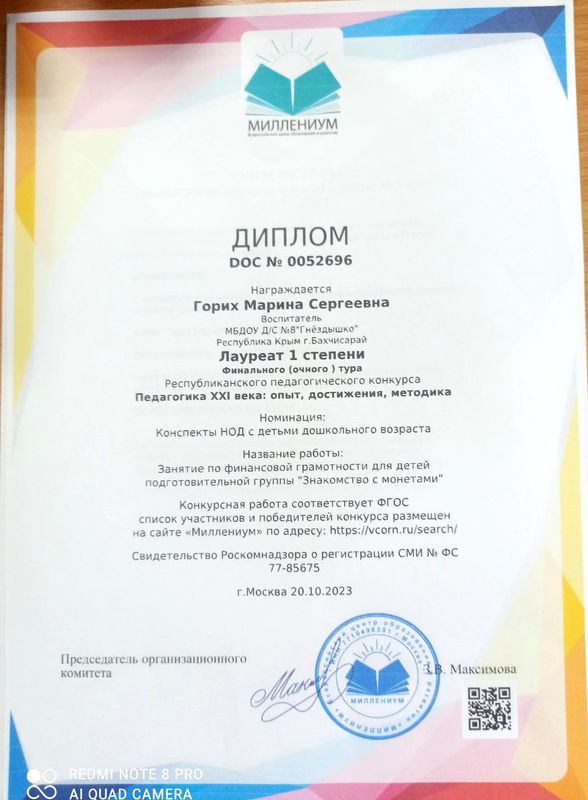 МИЛЛЕНИУМ
ДИПЛОМ
DOC № 0052696
Награждается
Горих Марина Сергеевна
Воспитатель
МБДОУ Д/С №8"Гнёздышко"
Республика Крым г.Бахчисарай
Лауреат 1 степени
Финального (очного ) тура
Республиканского педагогического конкурса
Педагогика XXI века: опыт, достижения, методика
Номинация:
Конспекты НОД с детьми дошкольного возраста
Название работы:
Занятие по финансовой грамотности для детей
подготовительной группы "Знакомство с монетами"
Конкурсная работа соответствует ФГОС
список участников и победителей конкурса размещен
на сайте «Миллениум» по адресу: https://vcorn.ru/search/
Свидетельство Роскомнадзора о регистрации СМИ № ФС
77-85675
г.Москва 20.10.2023
Председатель организационного
комитета
З.В. Максимова
МИЛЛЕНИУМ
REDMI NOTE 8 PRO
AI QUAD CAMERA